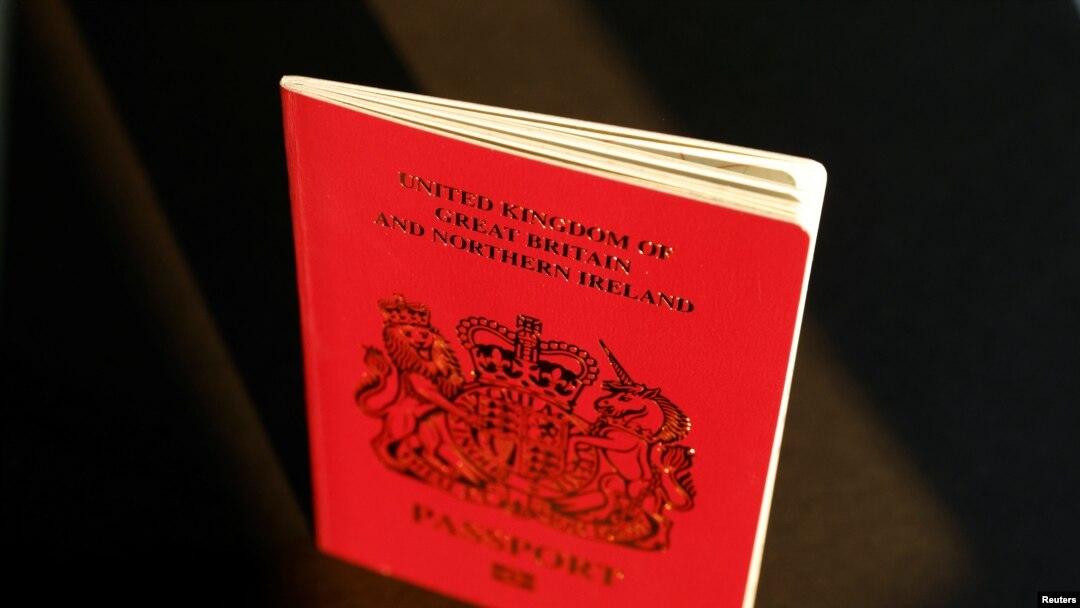 UNITED KINGDOM OF
GREAT BRITAIN
AND NORTHERN IRELAND
PASSPORT
Reuters